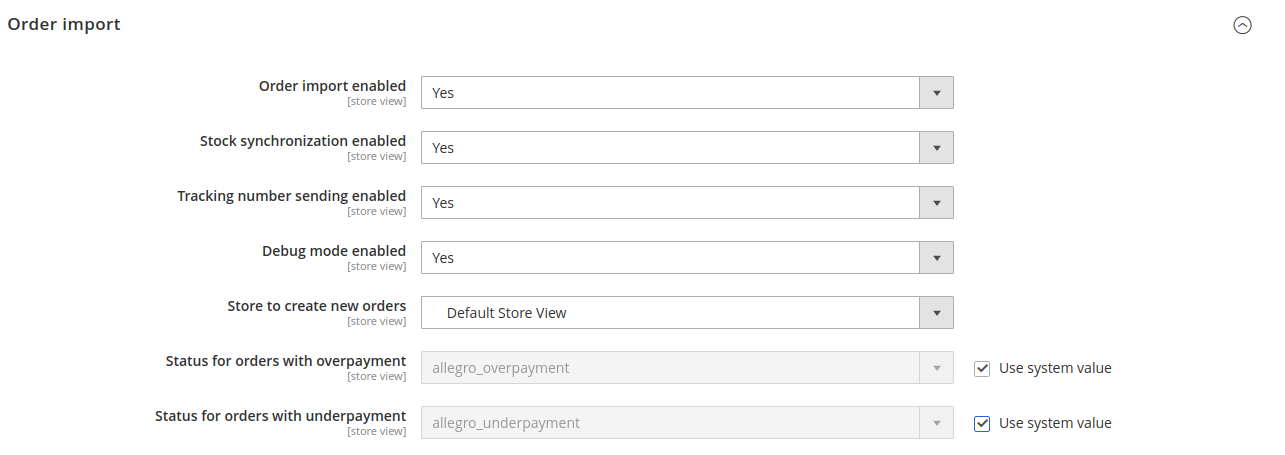 Order import
Order import enabled
[store view]
Yes
Stock synchronization enabled
[store view]
Yes
Tracking number sending enabled
[store view]
Yes
Debug mode enabled
[store view]
Yes
Store to create new orders
[store view]
Default Store View
Status for orders with overpayment
[store view]
allegro_overpayment
Use system value
Status for orders with underpayment
[store view]
allegro_underpayment
Use system value